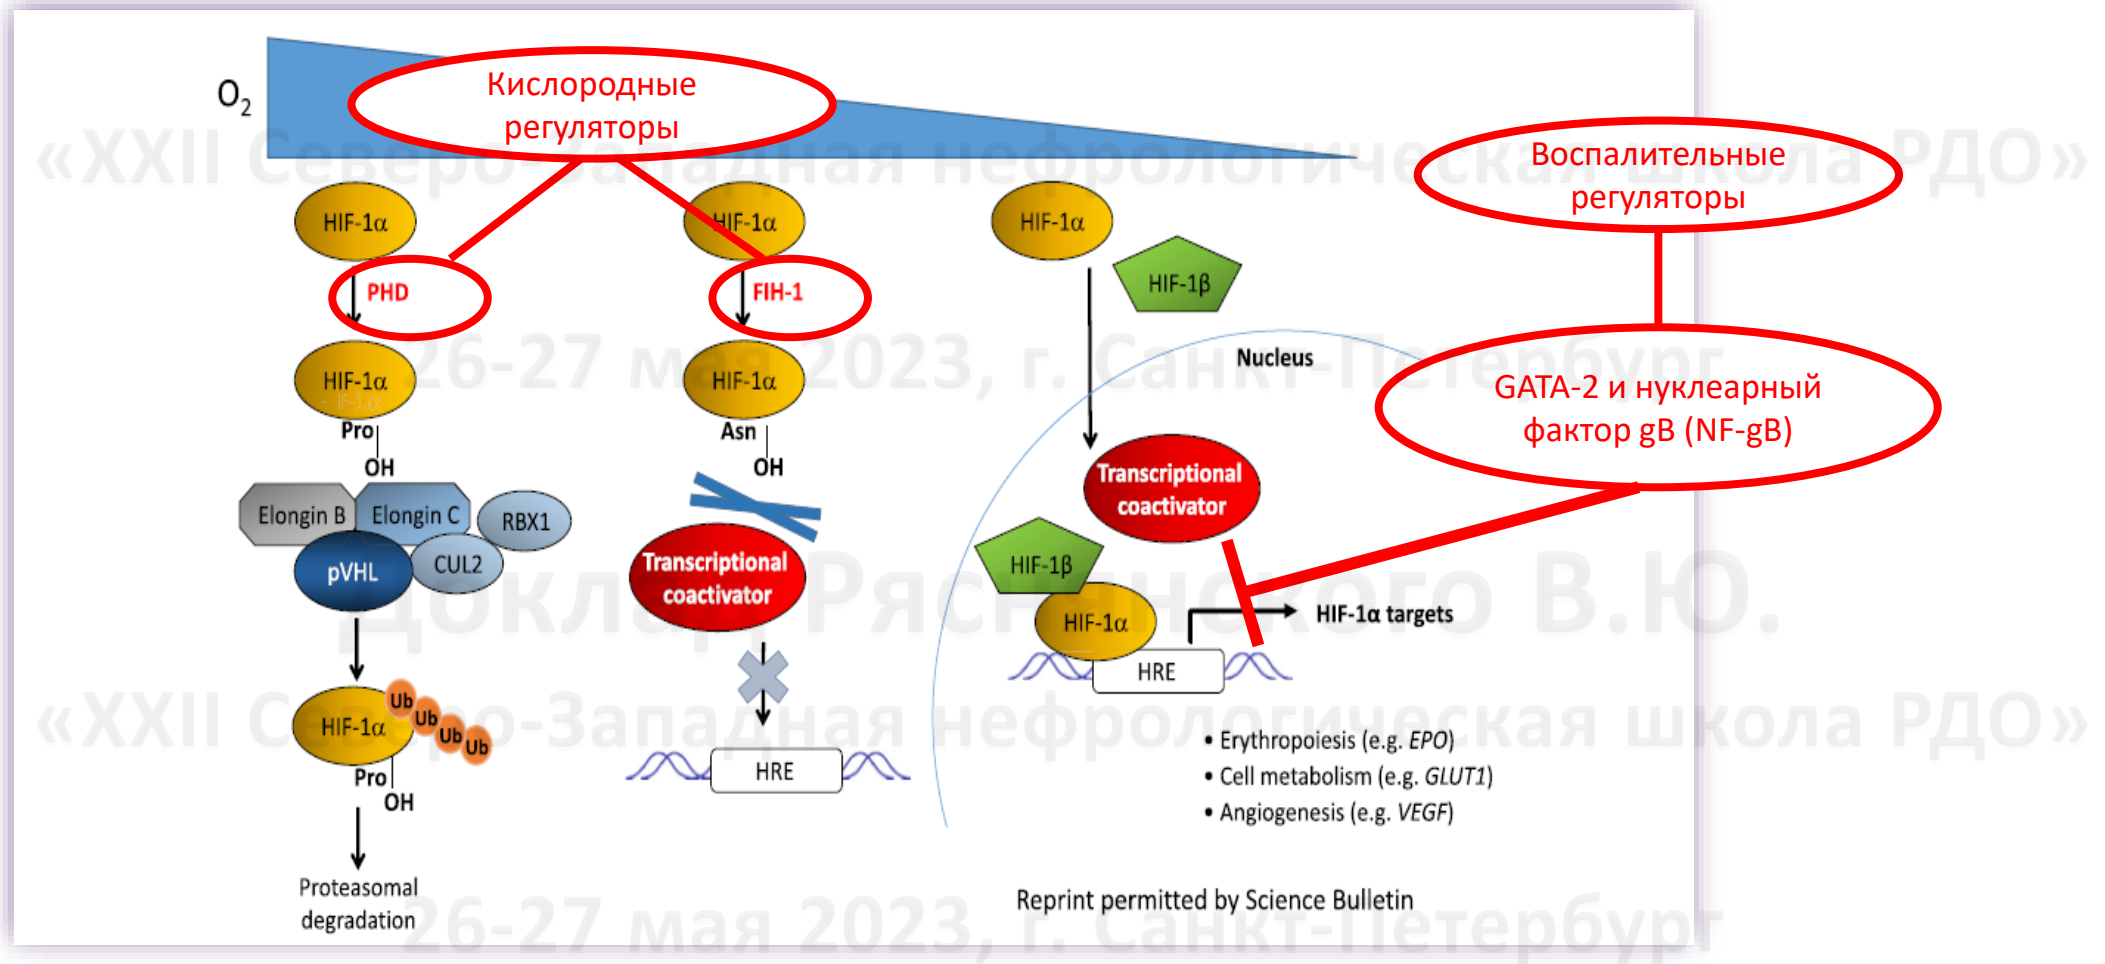 O2
Кислородные
регуляторы
Воспалительные
регуляторы
«XXII Северо-Западная нефрологическая школа РДО»
HIF-1α
HIF-1α
HIF-1α
HIF-1β
PHD
FIH-1
26-27 мая 2023, г. Санкт-Петербург
Nucleus
GATA-2 и нуклеарный
фактор gB (NF-gB)
HIF-1α
HIF-1α
Pro
OH
Asn
OH
Transcriptional
coactivator
Elongin B
Elongin C
RBX1
pVHL
CUL2
Transcriptional
coactivator
HIF-1β
HIF-1α
HIF-1α targets
HRE
Доклад Ряснянского В.Ю.
«XXII Северо-Западная нефрологическая школа РДО»
HIF-1α
Ub
Ub
Ub
Ub
Pro
OH
HRE
• Erythropoiesis (e.g. EPO)
• Cell metabolism (e.g. GLUT1)
• Angiogenesis (e.g. VEGF)
Proteasomal
degradation
Reprint permitted by Science Bulletin
26-27 мая 2023, г. Санкт-Петербург